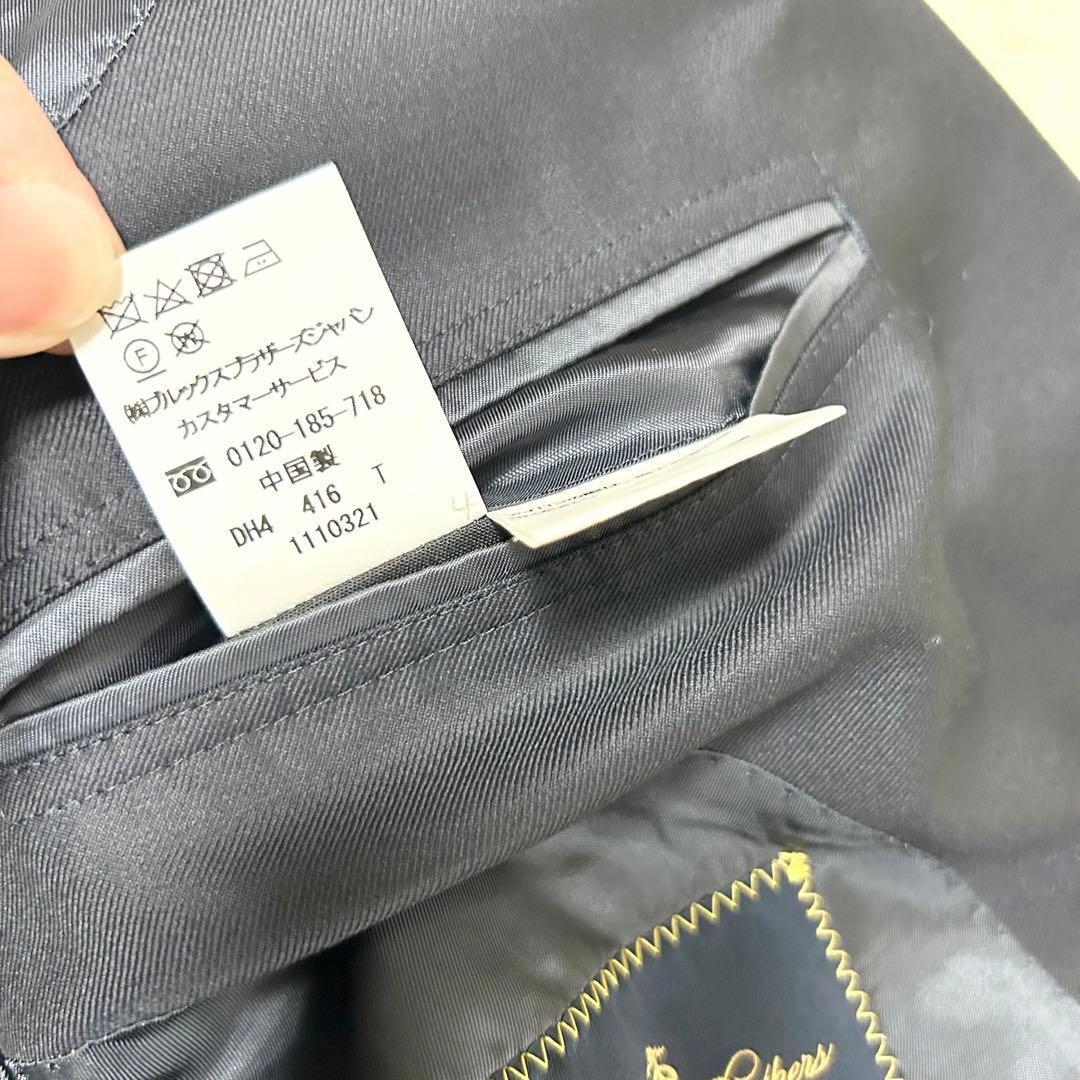 F W
㈱ブルックスブラザーズジャパン
カスタマーサービス
0120-185-718
中国製
DH4 416 T
1110321
4